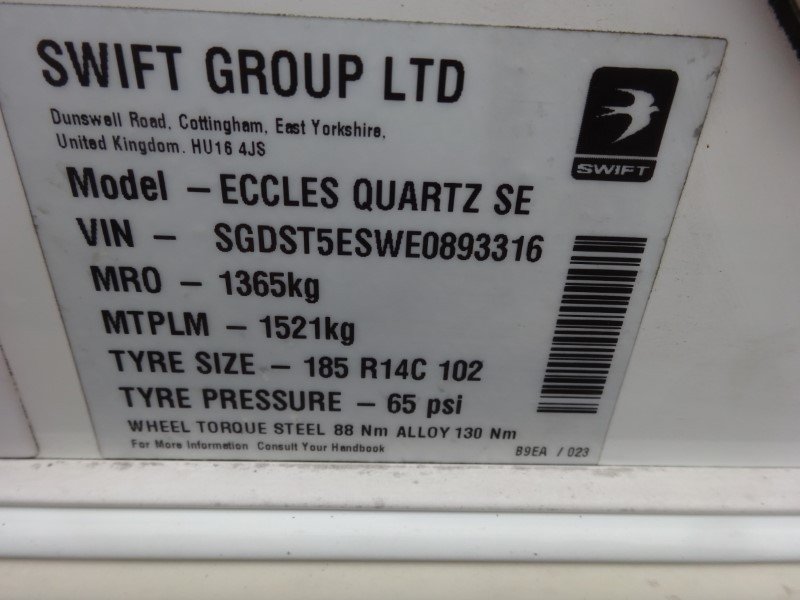 SWIFT GROUP LTD
Dunswell Road, Cottingham, East Yorkshire,
United Kingdom. HU16 4JS
SWIFT
Model - ECCLES QUARTZ SE
VIN - SGDST5ESWE0893316
MRO - 1365kg
MTPLM - 1521kg
TYRE SIZE - 185 R14C 102
TYRE PRESSURE - 65 psi
WHEEL TORQUE STEEL 88 Nm ALLOY 130 Nm
For More Information Consult Your Handbook
B9EA / 023